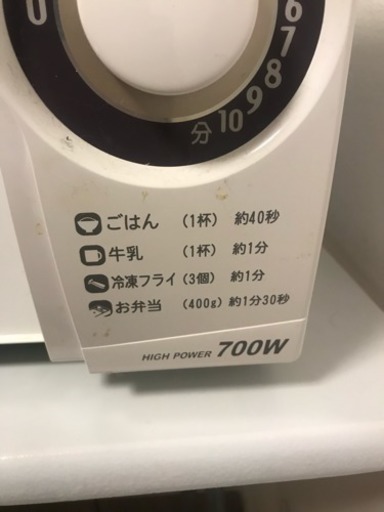 0
6
7
8
9
10
分
ごはん (1杯) 約40秒
牛乳 (1杯) 約1分
冷凍フライ (3個) 約1分
お弁当 (400g) 約1分30秒
HIGH POWER 700W